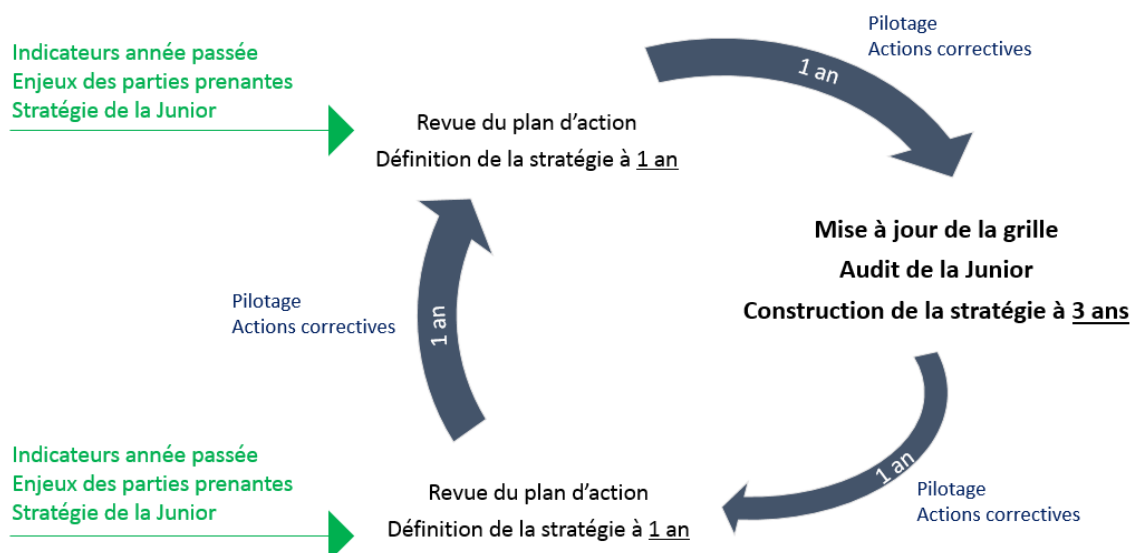 Indicateurs année passée
Enjeux des parties prenantes
Stratégie de la Junior
Revue du plan d’action
Définition de la stratégie à 1 an
1 an
Pilotage
Actions correctives
Mise à jour de la grille
Audit de la Junior
Construction de la stratégie à 3 ans
1 an
Pilotage
Actions correctives
Indicateurs année passée
Enjeux des parties prenantes
Stratégie de la Junior
Revue du plan d’action
Définition de la stratégie à 1 an
Pilotage
Actions correctives
1 an